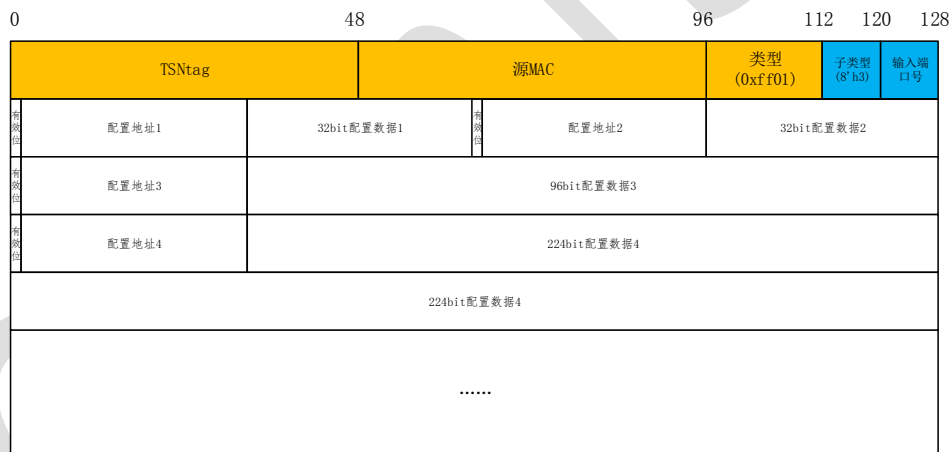 0 48 96 112 120 128
TSNtag 源MAC 类型 子类型 输入端
(0xff01) (8'h3) 口号
有效位 配置地址1 32bit配置数据1 有效位 配置地址2 32bit配置数据2
有效位 配置地址3 96bit配置数据3
有效位 配置地址4 224bit配置数据4
224bit配置数据4
……